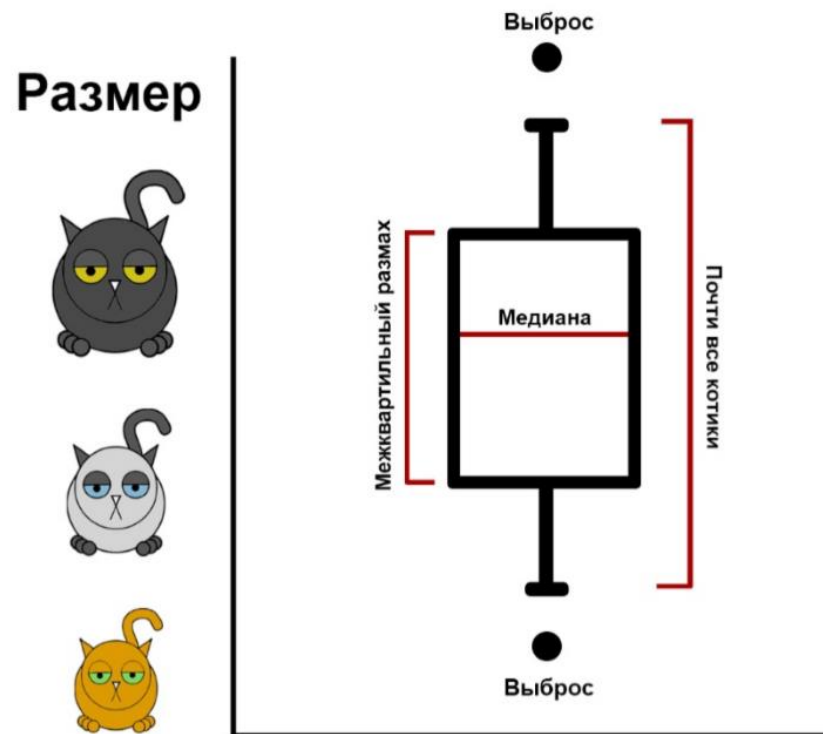 Размер
Выброс
Межквартильный размах
Медиана
Почти все котики
Выброс